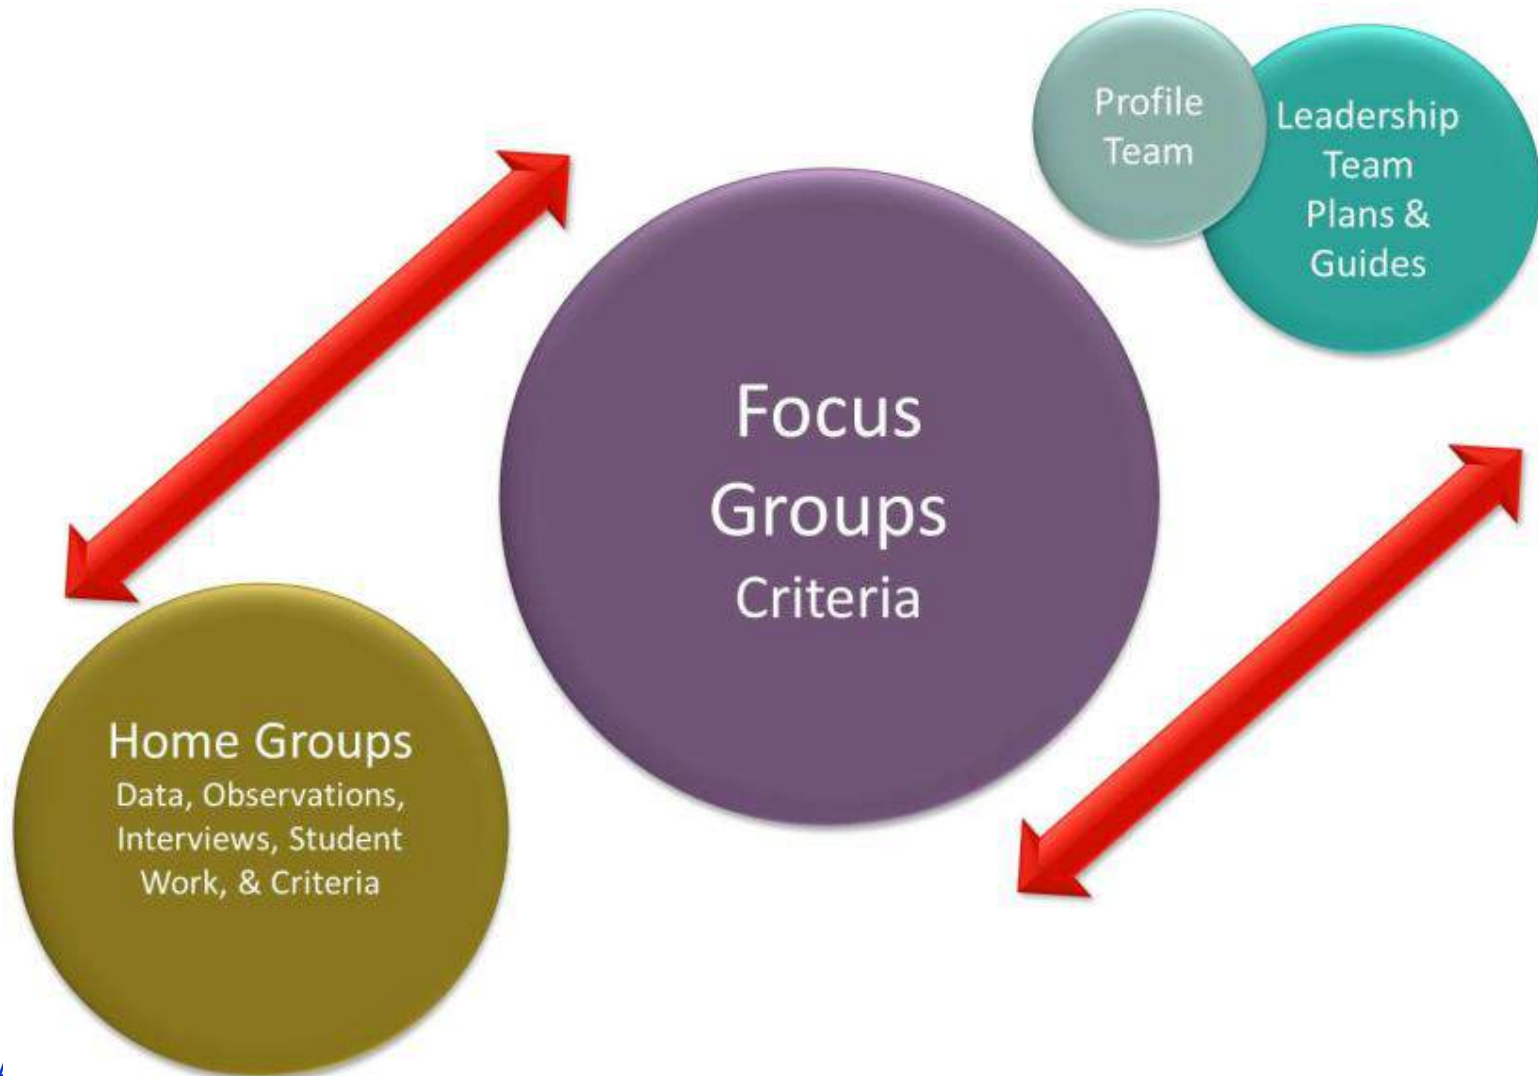 Profile
Team
Leadership
Team
Plans &
Guides
Focus
Groups
Criteria
Home Groups
Data, Observations,
Interviews, Student
Work, & Criteria